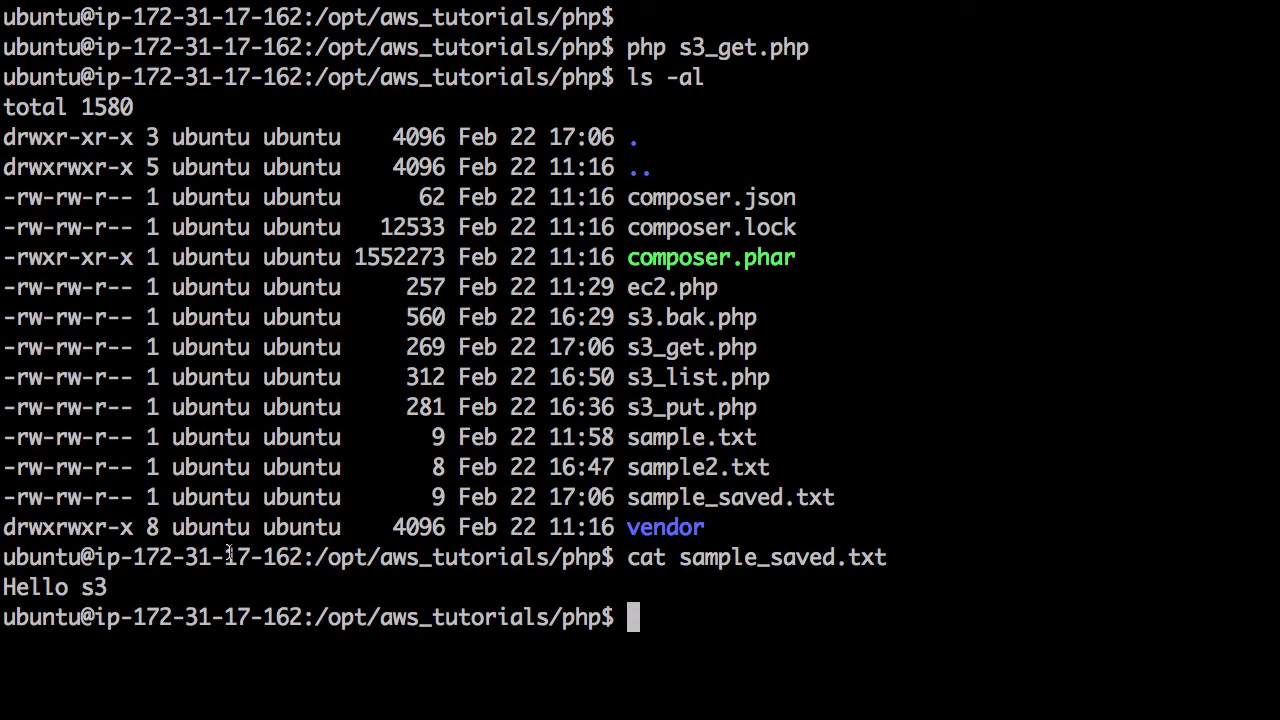 ubuntu@ip-172-31-17-162:/opt/aws_tutorials/php$
ubuntu@ip-172-31-17-162:/opt/aws_tutorials/php$ php s3_get.php
ubuntu@ip-172-31-17-162:/opt/aws_tutorials/php$ ls -al
total 1580
drwxr-xr-x 3 ubuntu ubuntu    4096 Feb 22 17:06 .
drwxrwxr-x 5 ubuntu ubuntu    4096 Feb 22 11:16 ..
-rw-rw-r-- 1 ubuntu ubuntu      62 Feb 22 11:16 composer.json
-rw-rw-r-- 1 ubuntu ubuntu   12533 Feb 22 11:16 composer.lock
-rwxr-xr-x 1 ubuntu ubuntu 1552273 Feb 22 11:16 composer.phar
-rw-rw-r-- 1 ubuntu ubuntu     257 Feb 22 11:29 ec2.php
-rw-rw-r-- 1 ubuntu ubuntu     560 Feb 22 16:29 s3.bak.php
-rw-rw-r-- 1 ubuntu ubuntu     269 Feb 22 17:06 s3_get.php
-rw-rw-r-- 1 ubuntu ubuntu     312 Feb 22 16:50 s3_list.php
-rw-rw-r-- 1 ubuntu ubuntu     281 Feb 22 16:36 s3_put.php
-rw-rw-r-- 1 ubuntu ubuntu       9 Feb 22 11:58 sample.txt
-rw-rw-r-- 1 ubuntu ubuntu       8 Feb 22 16:47 sample2.txt
-rw-rw-r-- 1 ubuntu ubuntu       9 Feb 22 17:06 sample_saved.txt
drwxrwxr-x 8 ubuntu ubuntu    4096 Feb 22 11:16 vendor
ubuntu@ip-172-31-17-162:/opt/aws_tutorials/php$ cat sample_saved.txt
Hello s3
ubuntu@ip-172-31-17-162:/opt/aws_tutorials/php$